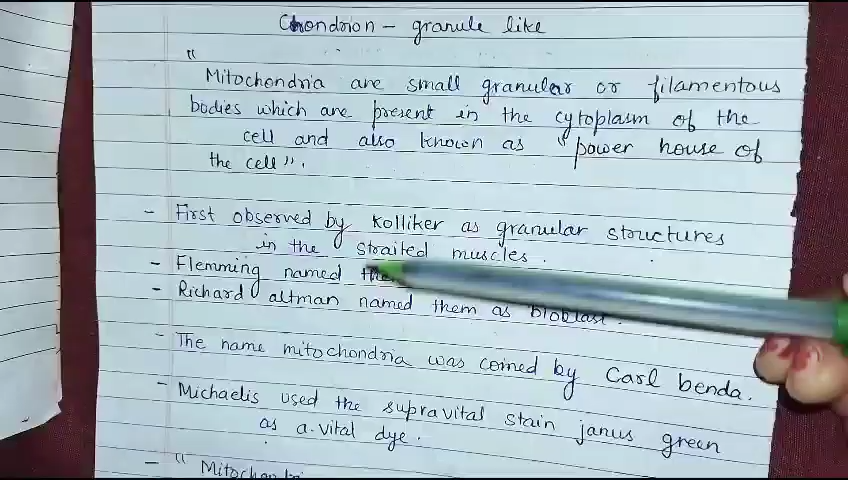 Chondrion - granule like
"
Mitochondria are small granular or filamentous
bodies which are present in the cytoplasm of the
cell and also known as "power house of
the cell".
- First observed by Kolliker as granular structures
in the straited muscles.
- Flemming named the
- Richard altman named them as bioblast.
- The name mitochondria was coined by Carl benda.
- Michaelis used the supravital stain janus green
as a vital dye.
- "